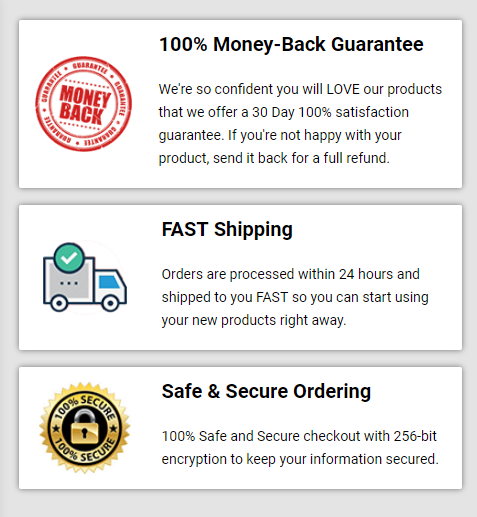 100% Money-Back Guarantee
GUARANTEE GUARANTEE GUARANTEE GUARANTEE GUARANTEE GUARANTEE
MONEY
BACK
We're so confident you will LOVE our products
that we offer a 30 Day 100% satisfaction
guarantee. If you're not happy with your
product, send it back for a full refund.
FAST Shipping
Orders are processed within 24 hours and
shipped to you FAST so you can start using
your new products right away.
Safe & Secure Ordering
100% SECURE
100% SECURE
100% Safe and Secure checkout with 256-bit
encryption to keep your information secured.